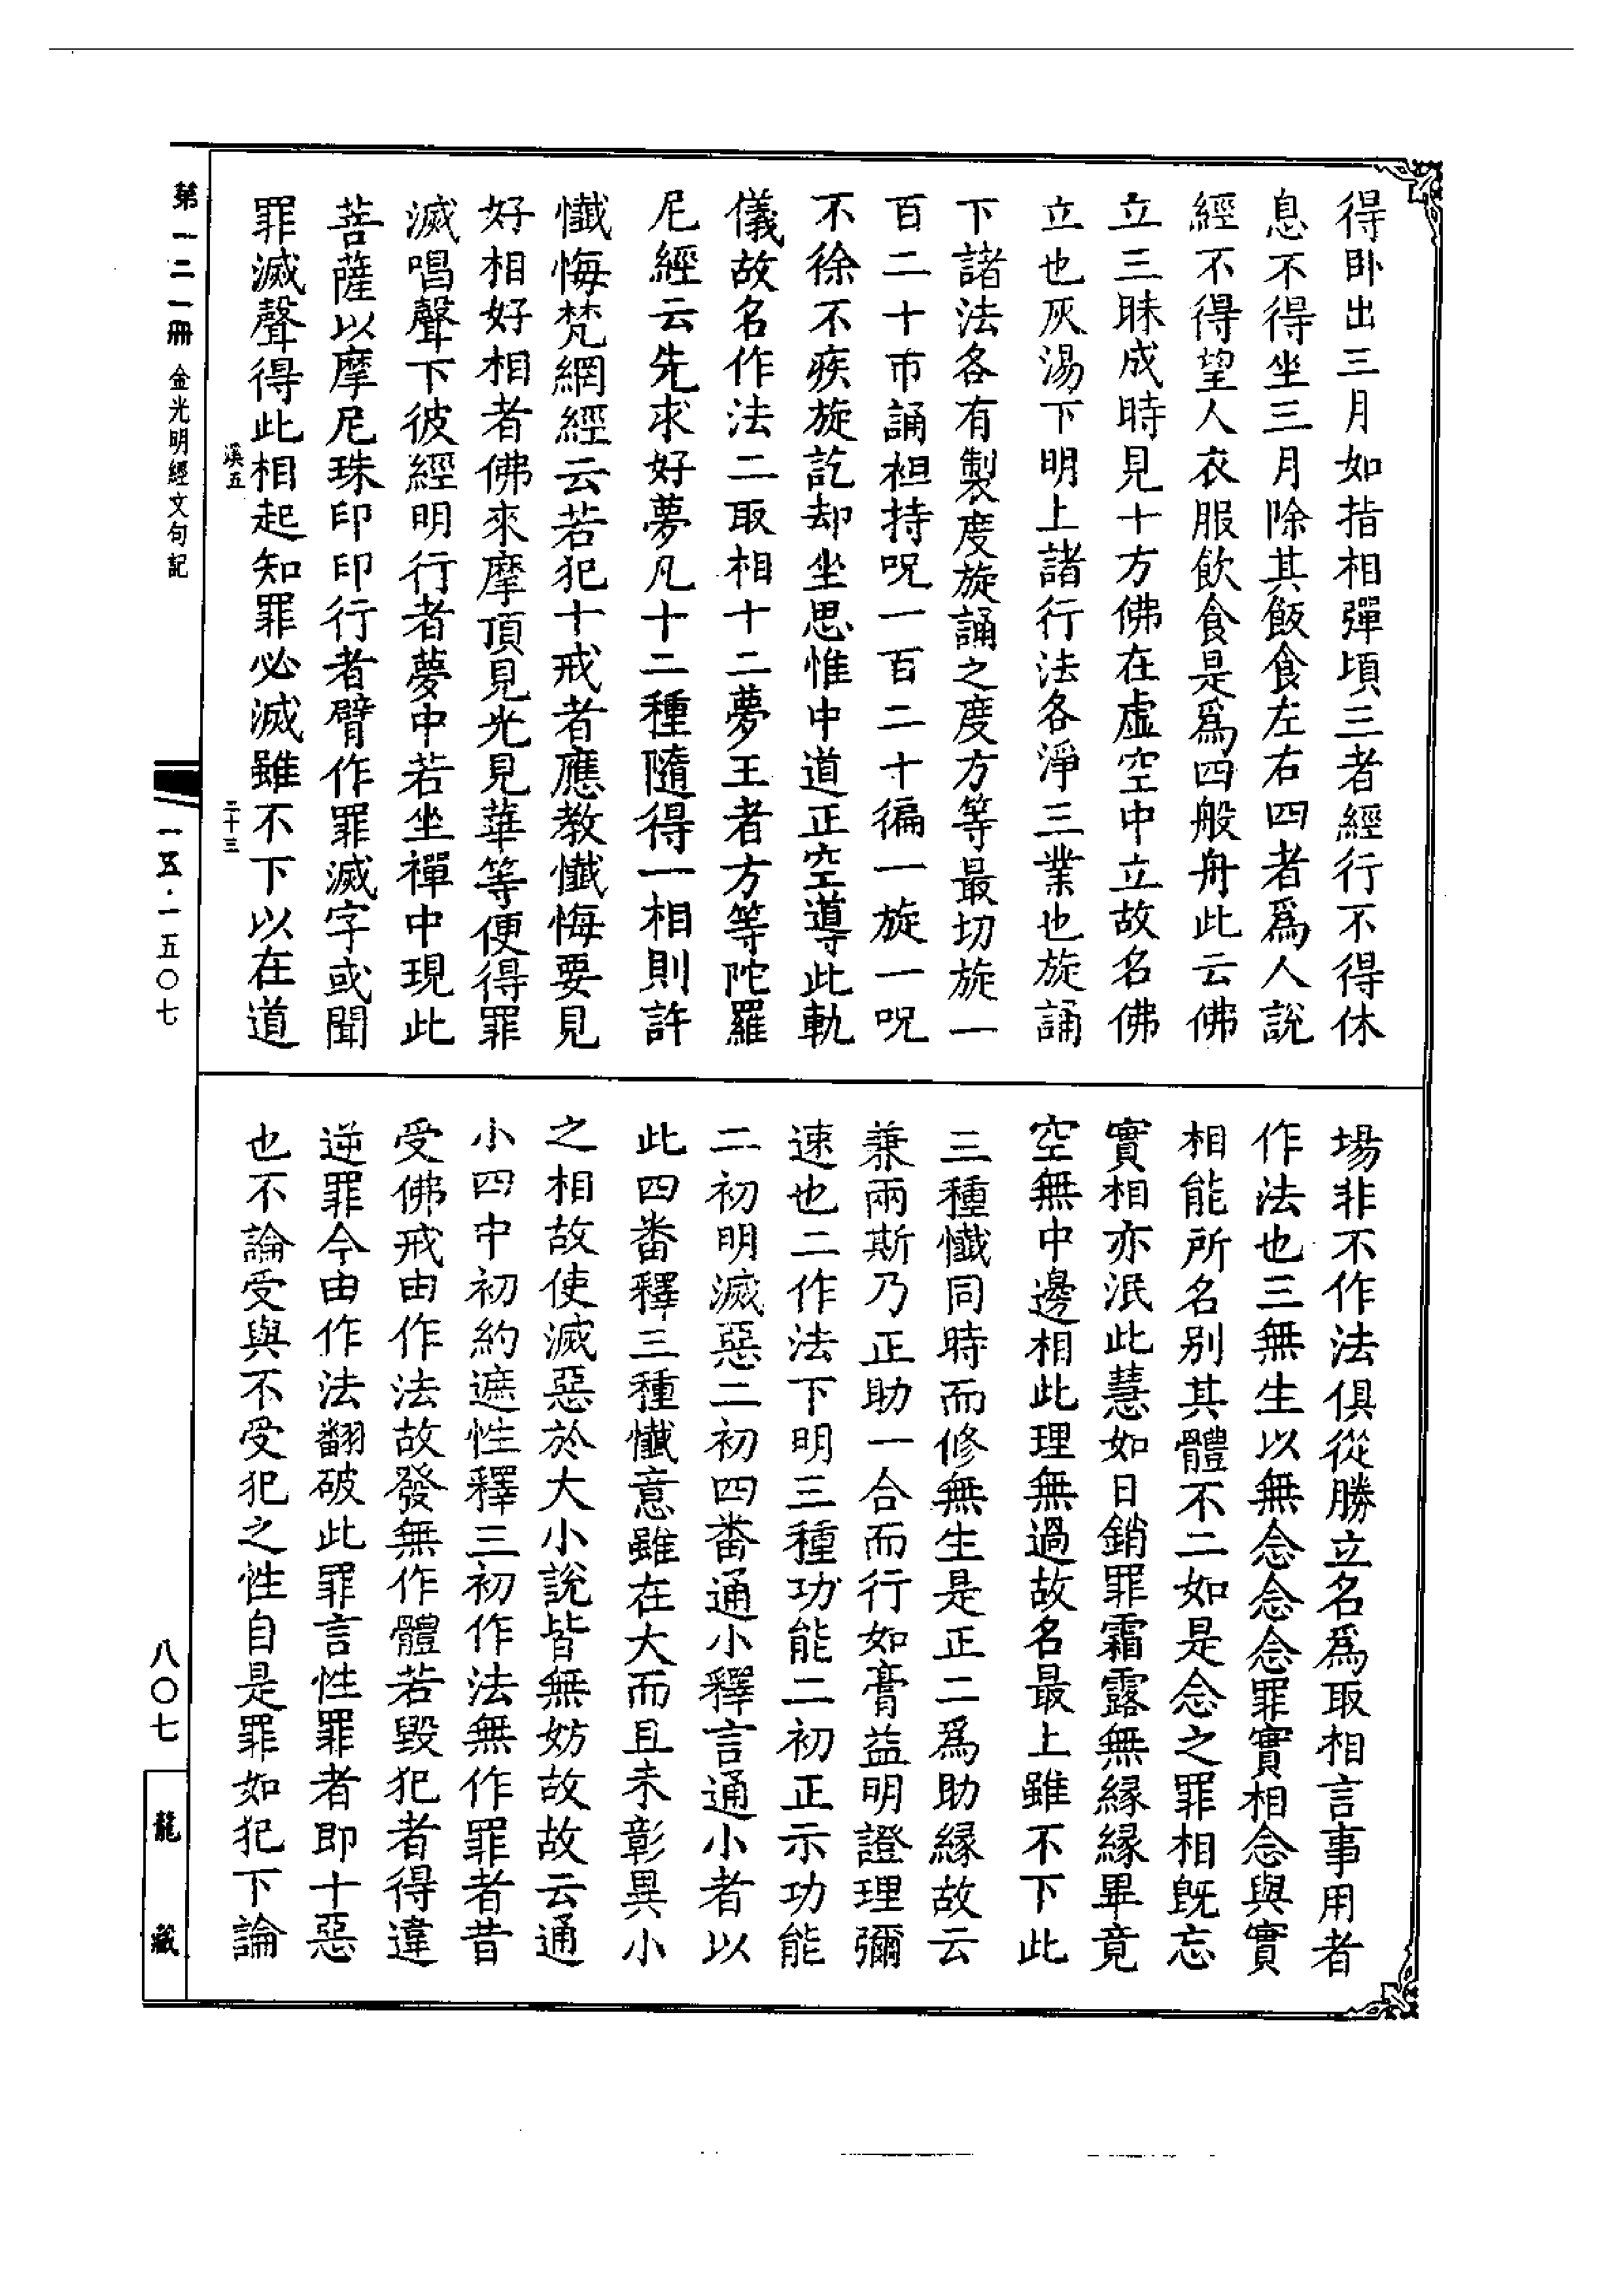 得卧出三月如指相彈頃三者經行不得休
息不得坐三月除其飯食左右四者爲人說
經不得望人衣服飲食是爲四般舟此云佛
立三昧成時見十方佛在虛空中立故名佛
立也灰湯下明上諸行法各淨三業也旋誦
下諸法各有製度旋誦之度方等最切旋一
百二十帀誦袒持呪一百二十徧一旋一呪
不徐不疾旋訖却坐思惟中道正空導此軌
儀故名作法二取相十二夢王者方等陀羅
尼經云先求好夢凡十二種隨得一相則許
懺悔梵網經云若犯十戒者應教懺悔要見
好相好相者佛來摩頂見光見華等便得罪
滅唱聲下彼經明行者夢中若坐禪中現此
菩薩以摩尼珠印印行者臂作罪滅字或聞
罪滅聲得此相起知罪必滅雖不下以在道
溪五
二十三
場非不作法俱從勝立名爲取相言事用者
作法也三無生以無念念念罪實相念與實
相能所名别其體不二如是念之罪相旣忘
實相亦泯此慧如日銷罪霜露無緣緣畢竟
空無中邊相此理無過故名最上雖不下此
三種懺同時而修無生是正二爲助緣故云
兼兩斯乃正助一合而行如膏益明證理彌
速也二作法下明三種功能二初正示功能
二初明滅惡二初四番通小釋言通小者以
此四番釋三種懺意雖在大而且未彰異小
之相故使滅惡於大小說皆無妨故故云通
小四中初約遮性釋三初作法無作罪者昔
受佛戒由作法故發無作體若毀犯者得違
逆罪今由作法翻破此罪言性罪者即十惡
也不論受與不受犯之性自是罪如犯下論
第一二一冊 金光明經文句記
一五·一五〇七
八〇七
龍藏